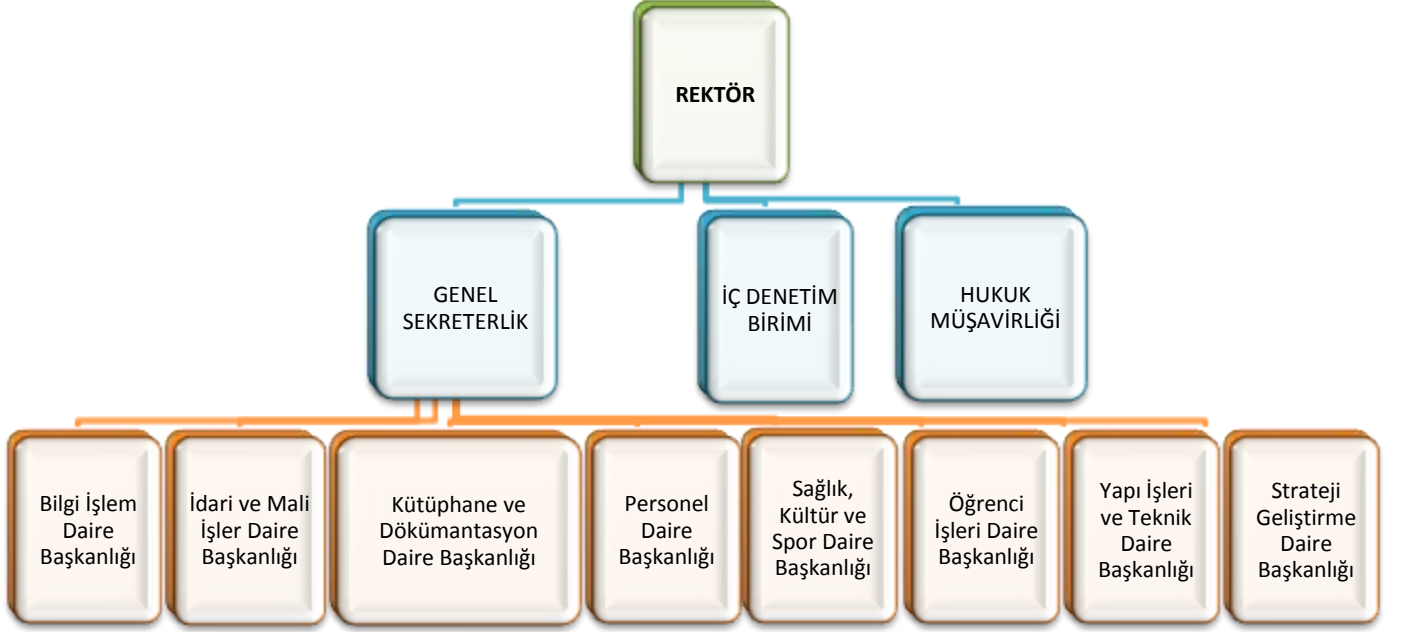 REKTÖR
GENEL
SEKRETERLİK
İÇ DENETİM
BİRİMİ
HUKUK
MÜŞAVİRLİĞİ
Bilgi İşlem
Daire
Başkanlığı
İdari ve Mali
İşler Daire
Başkanlığı
Kütüphane ve
Dökümantasyon
Daire Başkanlığı
Personel
Daire
Başkanlığı
Sağlık,
Kültür ve
Spor Daire
Başkanlığı
Öğrenci
İşleri Daire
Başkanlığı
Yapı İşleri
ve Teknik
Daire
Başkanlığı
Strateji
Geliştirme
Daire
Başkanlığı